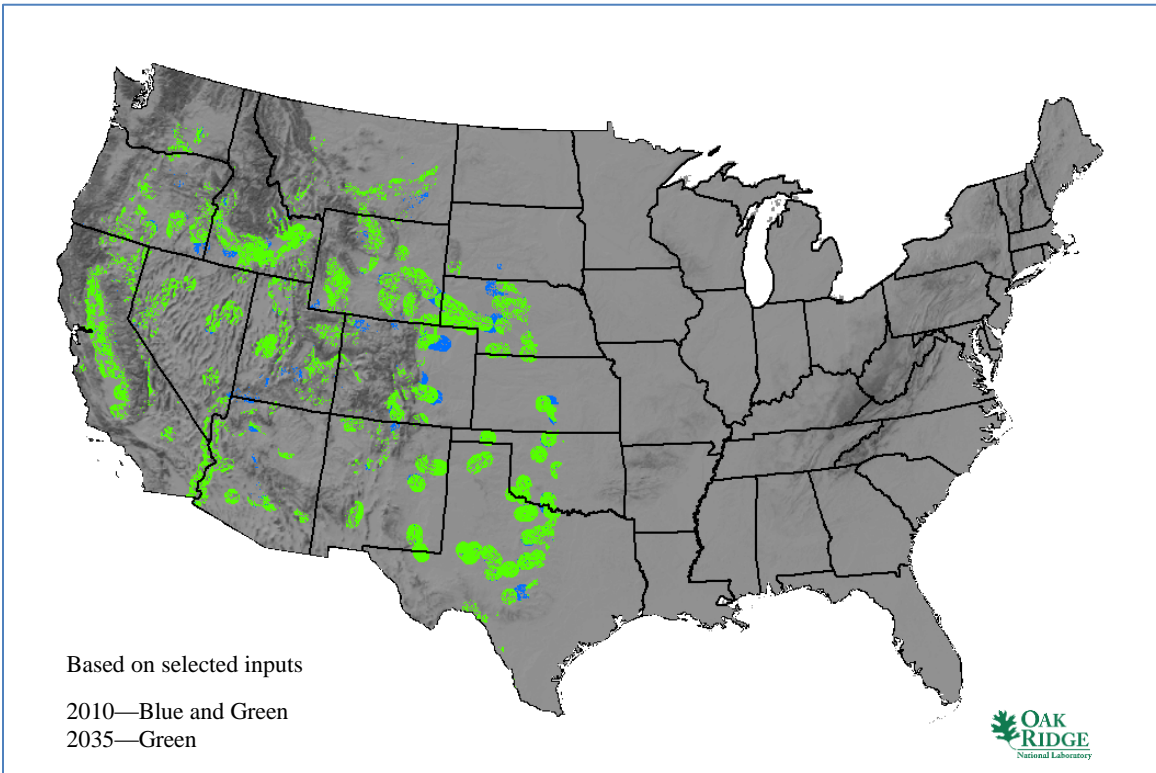 Based on selected inputs
2010—Blue and Green
2035—Green
OAK
RIDGE
National Laboratory